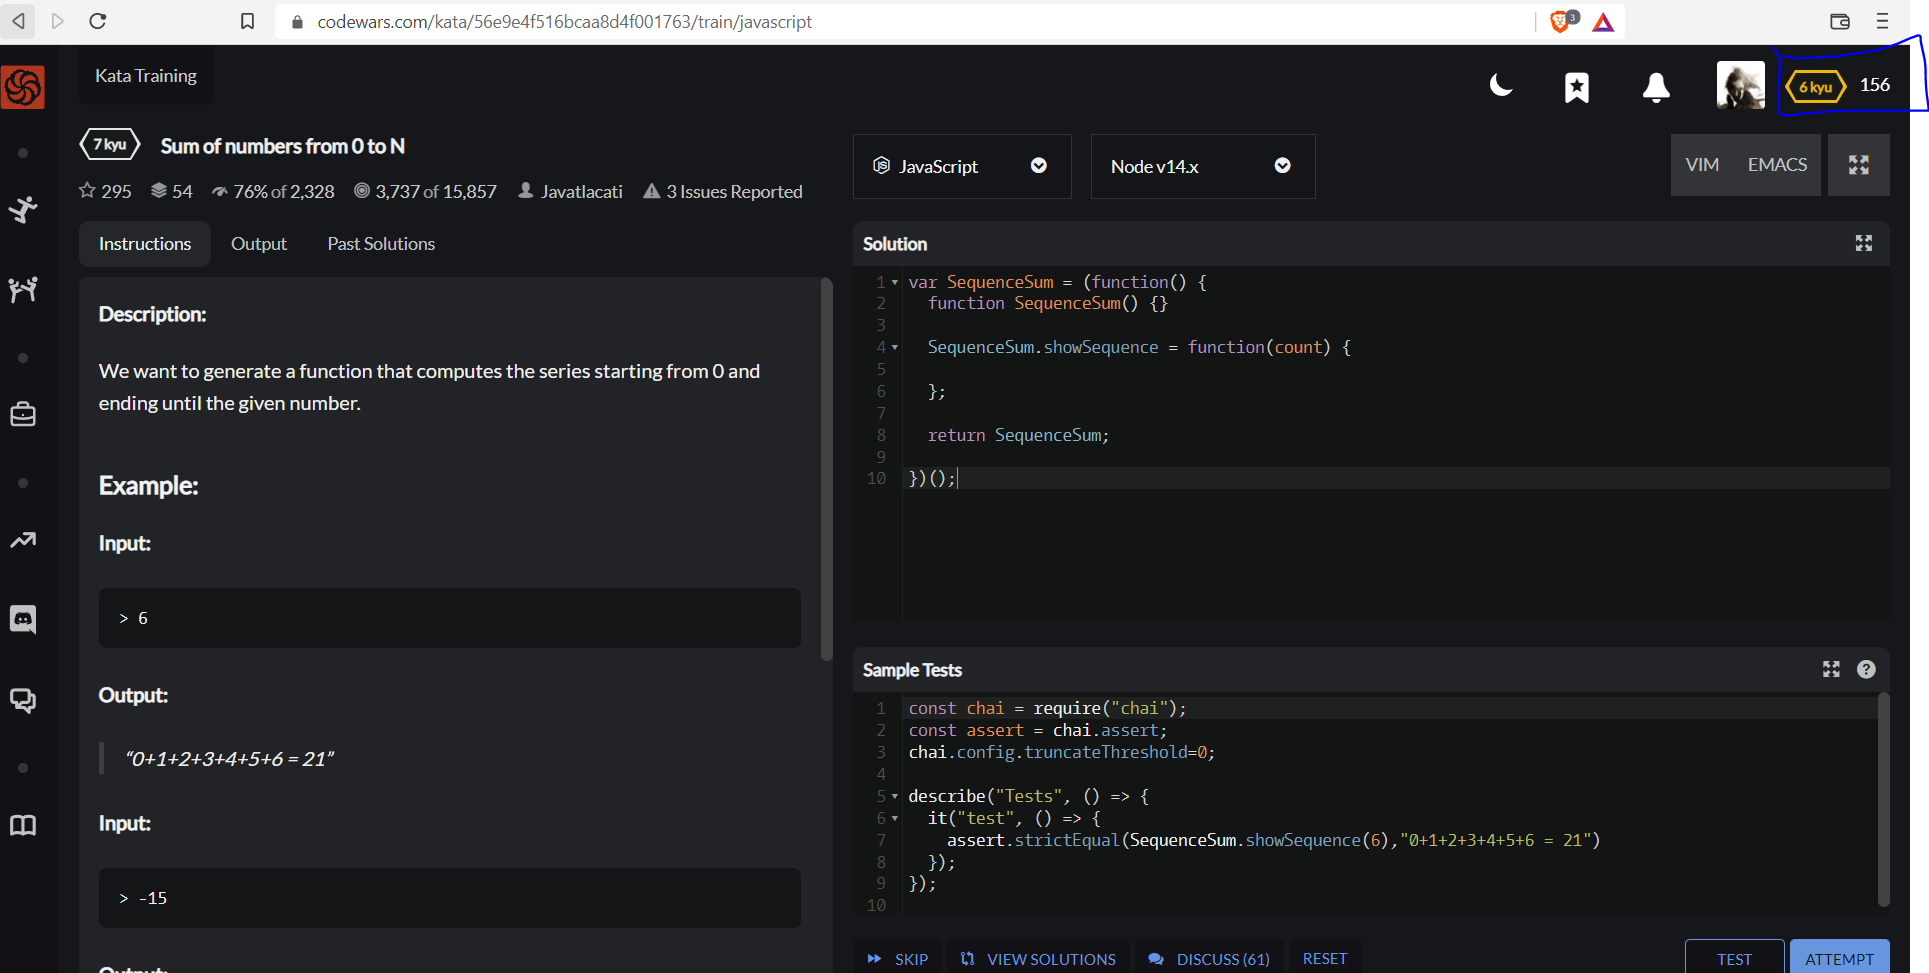 codewars.com/kata/56e9e4f516bcaa8d4f001763/train/javascript
3
Kata Training
6 kyu 156
7 kyu Sum of numbers from 0 to N
295 54 76% of 2,328 3,737 of 15,857 Javatlacati 3 Issues Reported
Instructions Output Past Solutions
Description:
We want to generate a function that computes the series starting from 0 and
ending until the given number.
Example:
Input:
> 6
Output:
“0+1+2+3+4+5+6 = 21”
Input:
> -15
JavaScript
Node v14.x
VIM EMACS
Solution
1 var SequenceSum = (function() {
2 function SequenceSum() {}
3
4 SequenceSum.showSequence = function(count) {
5
6 };
7
8 return SequenceSum;
9
10 })();
Sample Tests
?
1 const chai = require("chai");
2 const assert = chai.assert;
3 chai.config.truncateThreshold=0;
4
5 describe("Tests", () => {
6 it("test", () => {
7 assert.strictEqual(SequenceSum.showSequence(6),"0+1+2+3+4+5+6 = 21")
8 });
9 });
10
SKIP VIEW SOLUTIONS DISCUSS (61) RESET TEST ATTEMPT